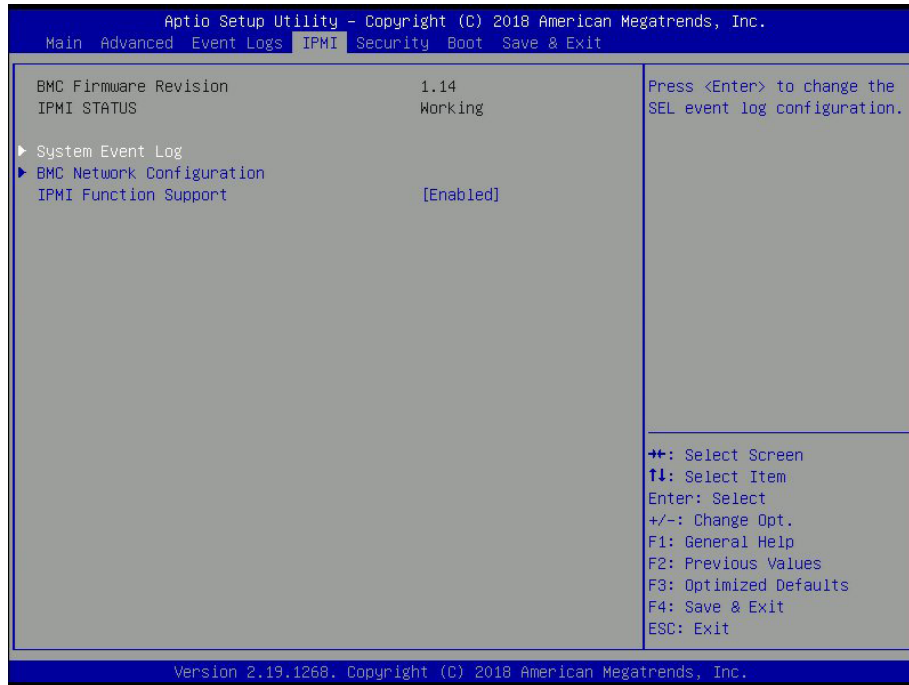 Aptio Setup Utility – Copyright (C) 2018 American Megatrends, Inc.
Main Advanced Event Logs IPMI Security Boot Save & Exit
BMC Firmware Revision 1.14
IPMI STATUS Working
System Event Log
BMC Network Configuration
IPMI Function Support [Enabled]
Press <Enter> to change the
SEL event log configuration.
→←: Select Screen
↑↓: Select Item
Enter: Select
+/-: Change Opt.
F1: General Help
F2: Previous Values
F3: Optimized Defaults
F4: Save & Exit
ESC: Exit
Version 2.19.1268. Copyright (C) 2018 American Megatrends, Inc.